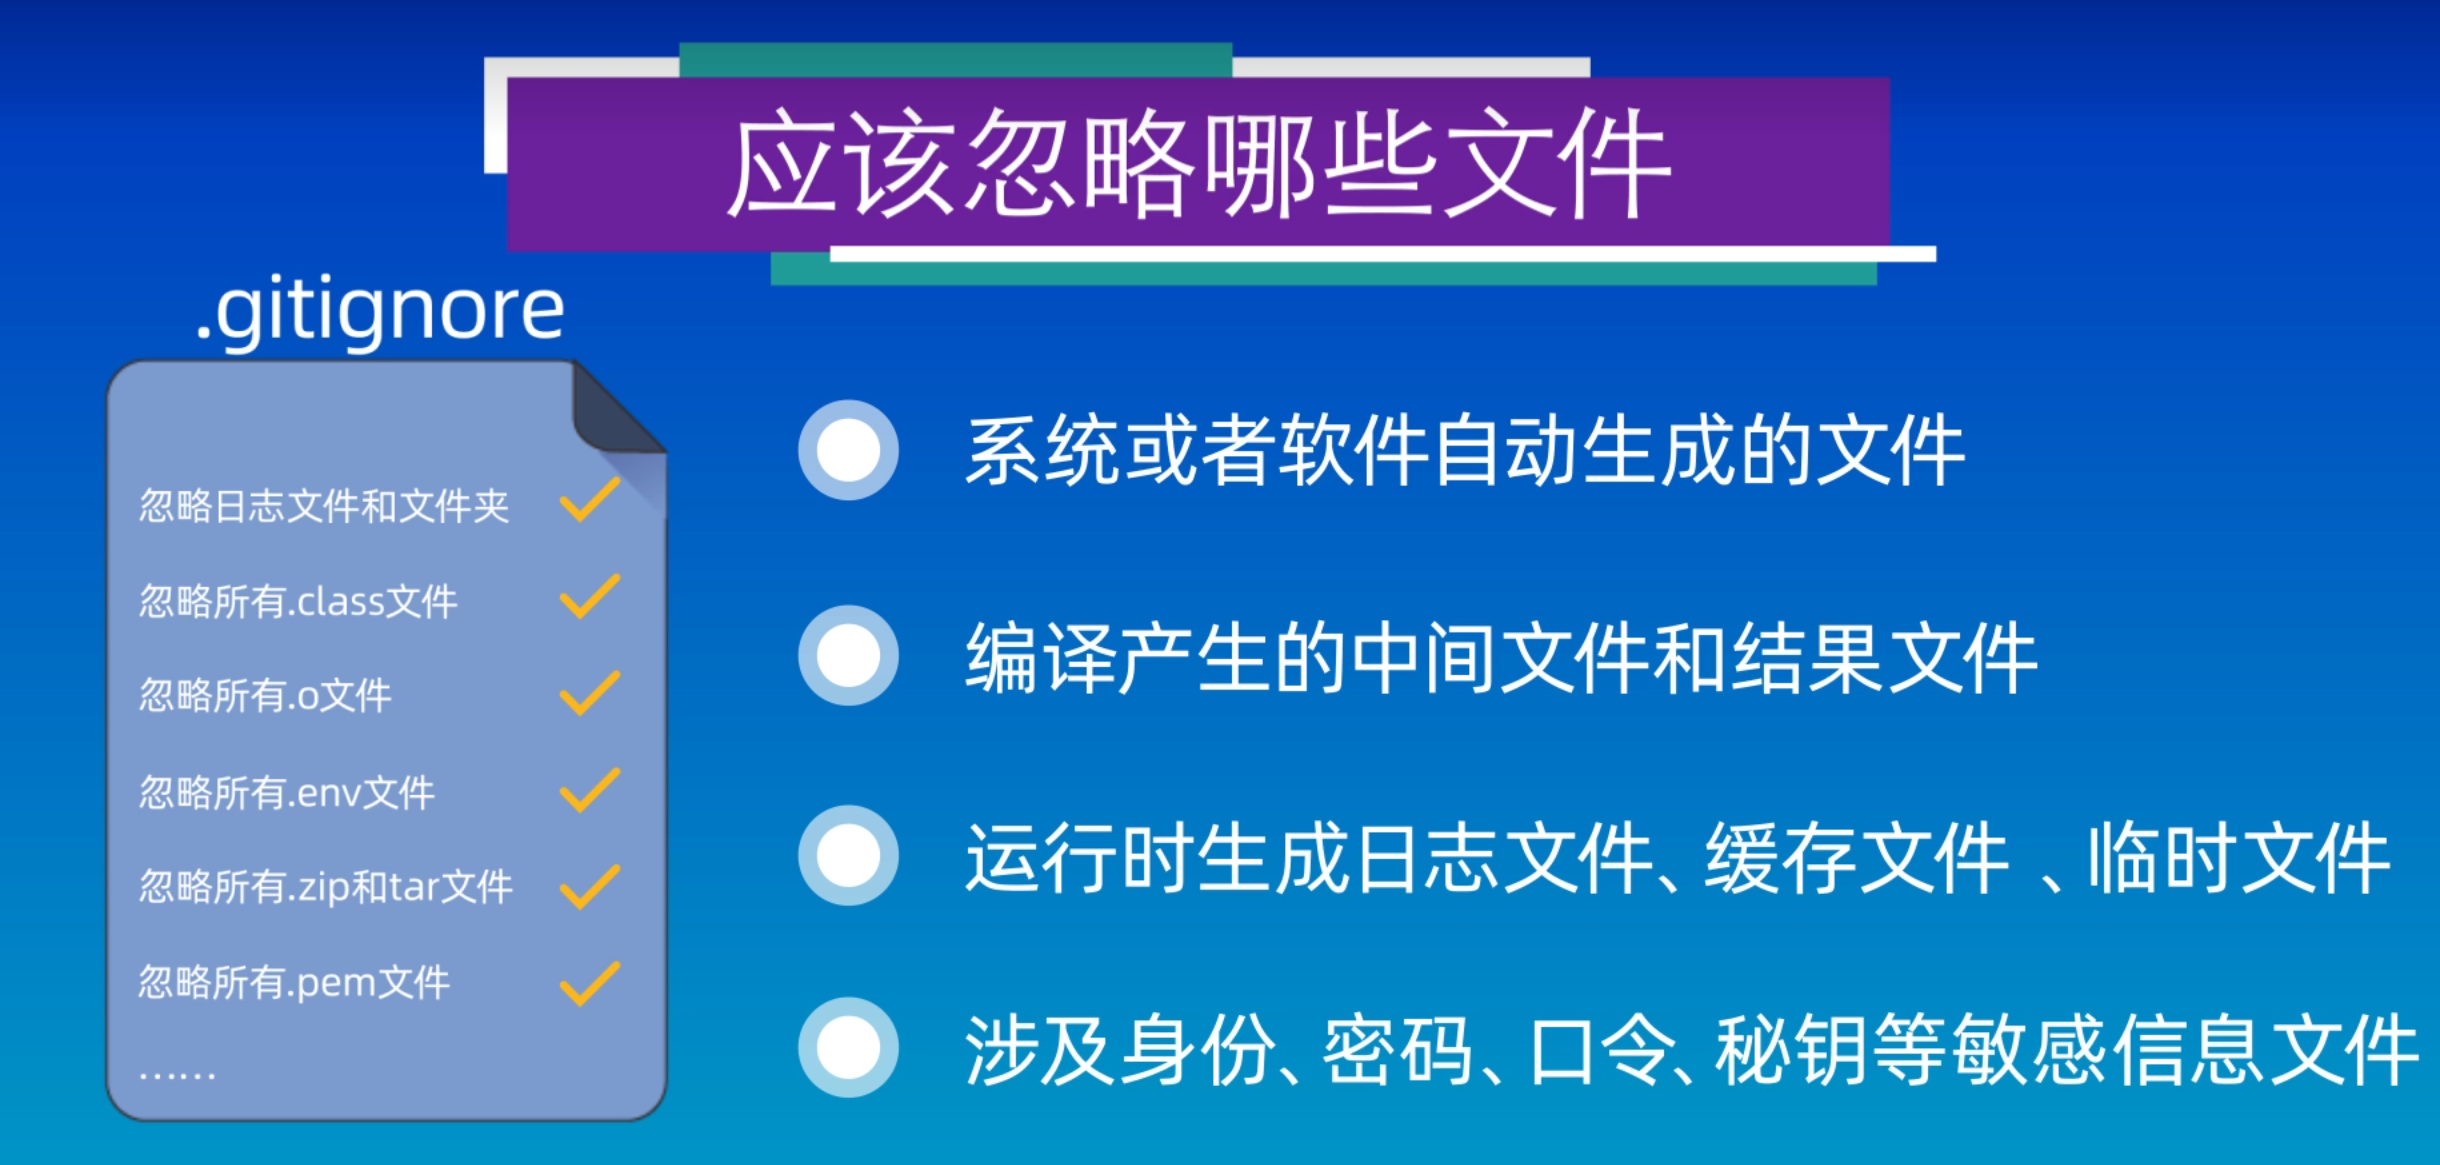 应该忽略哪些文件
.gitignore
忽略日志文件和文件夹
忽略所有.class文件
忽略所有.o文件
忽略所有.env文件
忽略所有.zip和tar文件
忽略所有.pem文件
……
系统或者软件自动生成的文件
编译产生的中间文件和结果文件
运行时生成日志文件、缓存文件 、临时文件
涉及身份、密码、口令、秘钥等敏感信息文件